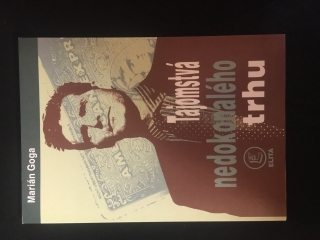 Marián Goga
Tajomstvá
nedokonalého
trhu
ELITA